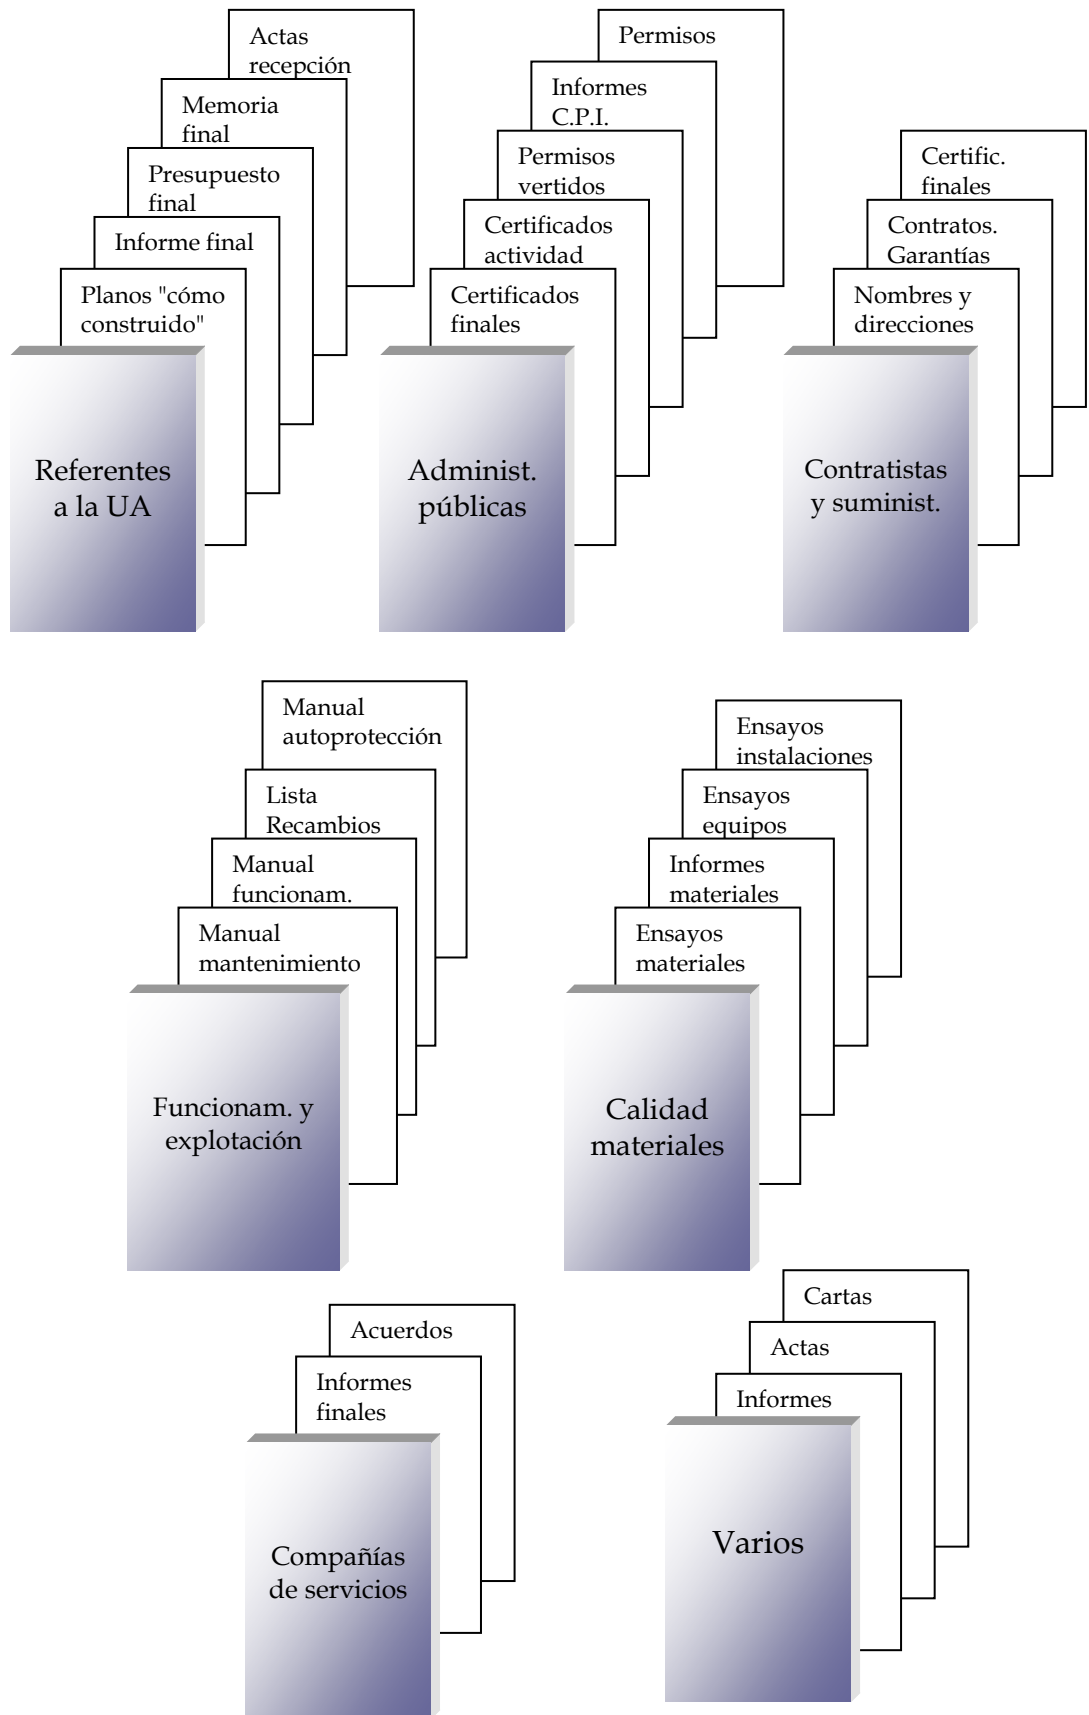 Actas
recepción
Memoria
final
Presupuesto
final
Informe final
Planos "cómo
construido"
Referentes
a la UA
Permisos
Informes
C.P.I.
Permisos
vertidos
Certificados
actividad
Certificados
finales
Administ.
públicas
Certific.
finales
Contratos.
Garantías
Nombres y
direcciones
Contratistas
y suminist.
Manual
autoprotección
Lista
Recambios
Manual
funcionam.
Manual
mantenimiento
Funcionam. y
explotación
Ensayos
instalaciones
Ensayos
equipos
Informes
materiales
Ensayos
materiales
Calidad
materiales
Acuerdos
Informes
finales
Compañías
de servicios
Cartas
Actas
Informes
Varios